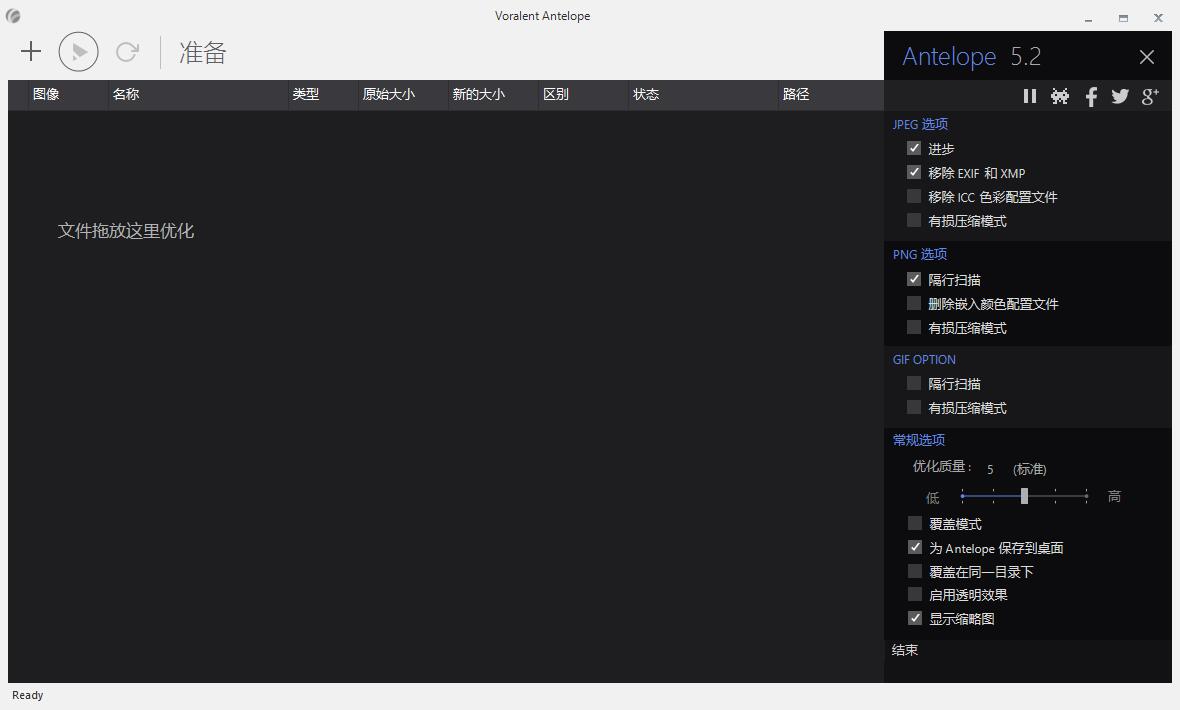 Voralent Antelope
准备
Antelope 5.2
图像 名称 类型 原始大小 新的大小 区别 状态 路径
文件拖放这里优化
JPEG 选项
进步
移除 EXIF 和 XMP
移除 ICC 色彩配置文件
有损压缩模式
PNG 选项
隔行扫描
删除嵌入颜色配置文件
有损压缩模式
GIF OPTION
隔行扫描
有损压缩模式
常规选项
优化质量： 5 (标准)
低 高
覆盖模式
为 Antelope 保存到桌面
覆盖在同一目录下
启用透明效果
显示缩略图
结束
Ready